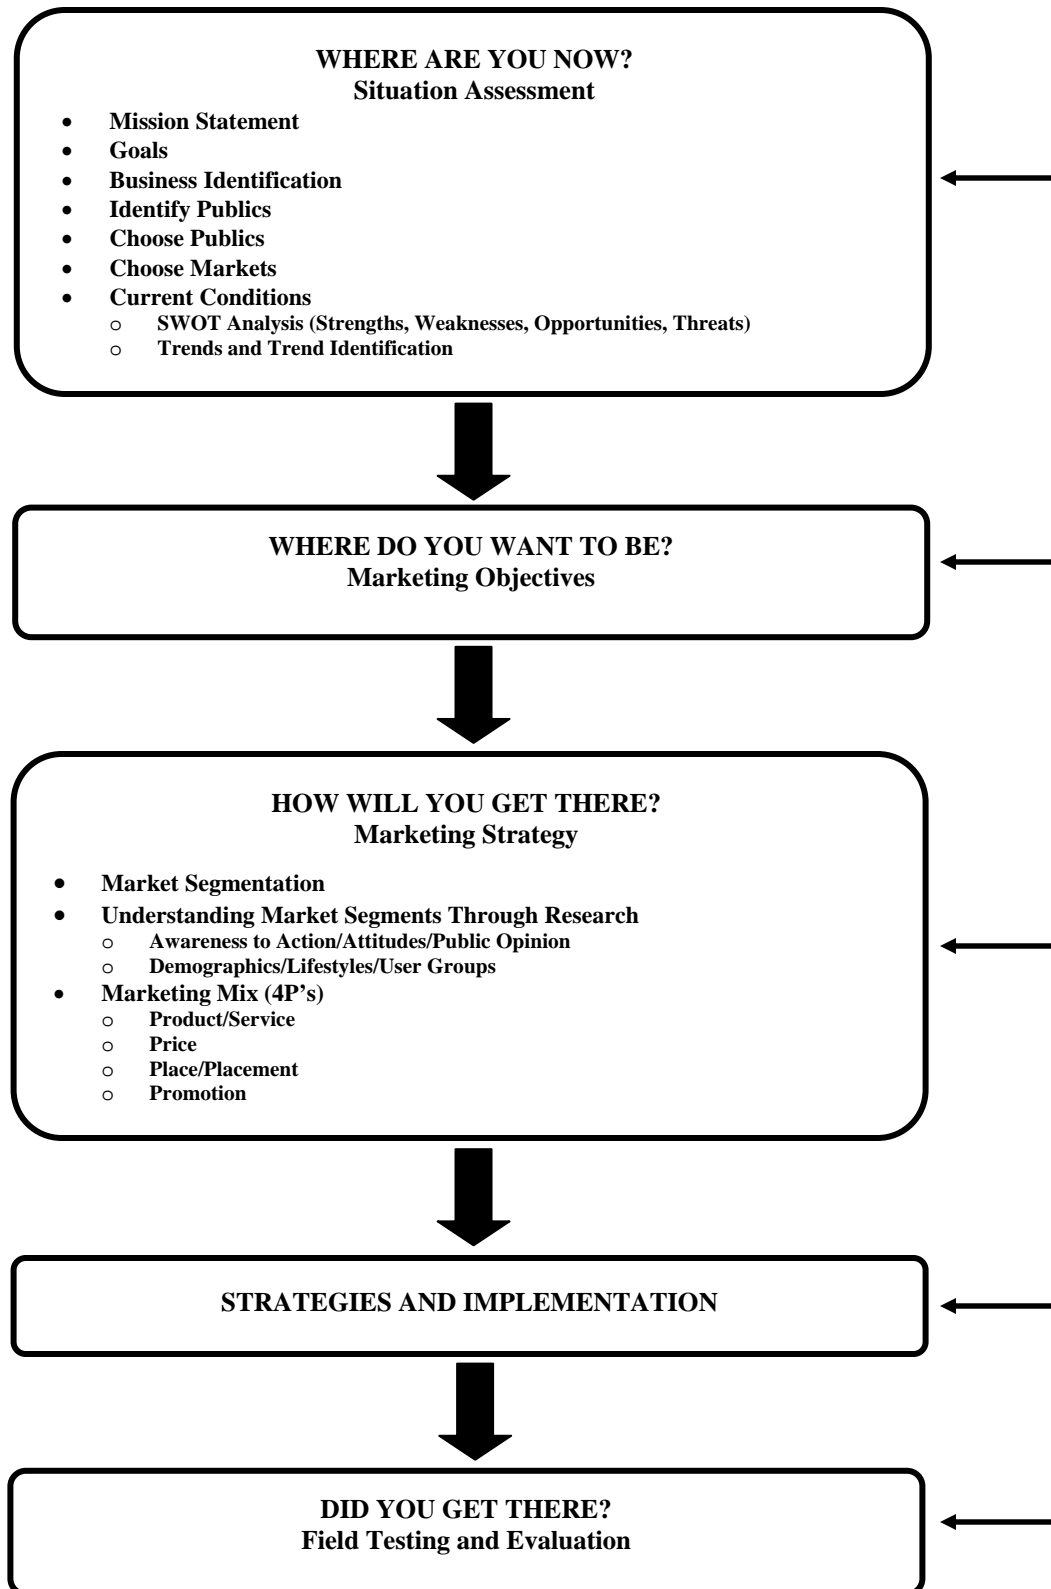 WHERE ARE YOU NOW?
Situation Assessment
• Mission Statement
• Goals
• Business Identification
• Identify Publics
• Choose Publics
• Choose Markets
• Current Conditions
o SWOT Analysis (Strengths, Weaknesses, Opportunities, Threats)
o Trends and Trend Identification
WHERE DO YOU WANT TO BE?
Marketing Objectives
HOW WILL YOU GET THERE?
Marketing Strategy
• Market Segmentation
• Understanding Market Segments Through Research
o Awareness to Action/Attitudes/Public Opinion
o Demographics/Lifestyles/User Groups
• Marketing Mix (4P’s)
o Product/Service
o Price
o Place/Placement
o Promotion
STRATEGIES AND IMPLEMENTATION
DID YOU GET THERE?
Field Testing and Evaluation